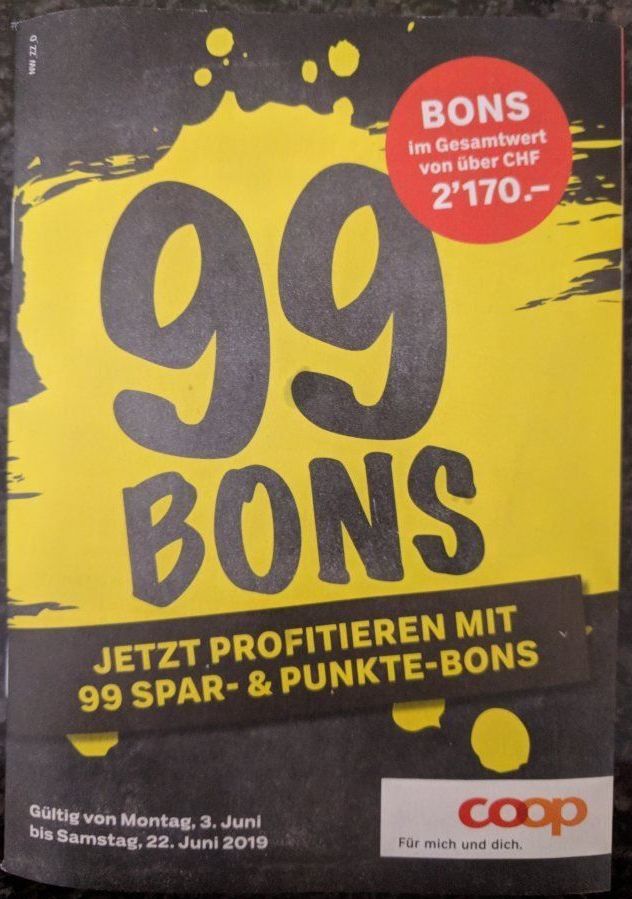 NW_ZZ_D
BONS
im Gesamtwert
von über CHF
2'170.–
99
BONS
JETZT PROFITIEREN MIT
99 SPAR- & PUNKTE-BONS
Gültig von Montag, 3. Juni
bis Samstag, 22. Juni 2019
coop
Für mich und dich.